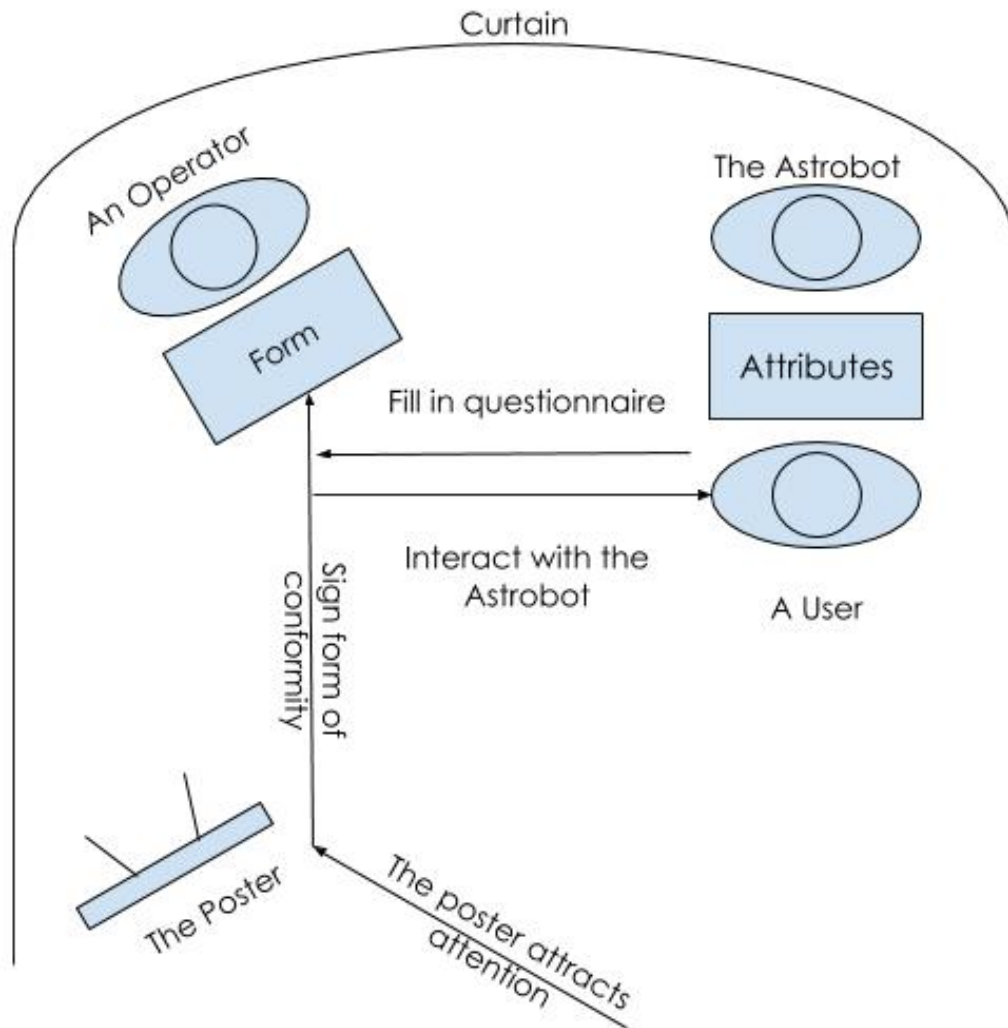 Curtain
An Operator
The Astrobot
Form
Attributes
Fill in questionnaire
Interact with the
Astrobot
A User
Sign form of
conformity
The Poster
The poster attracts
attention